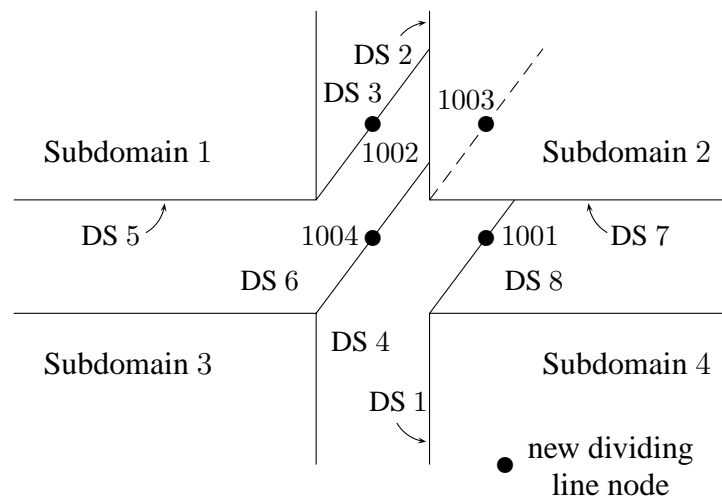 DS 2
DS 3
1003
1002
Subdomain 1
Subdomain 2
DS 5
1004
1001
DS 7
DS 6
DS 8
DS 4
Subdomain 3
Subdomain 4
DS 1
new dividing
line node